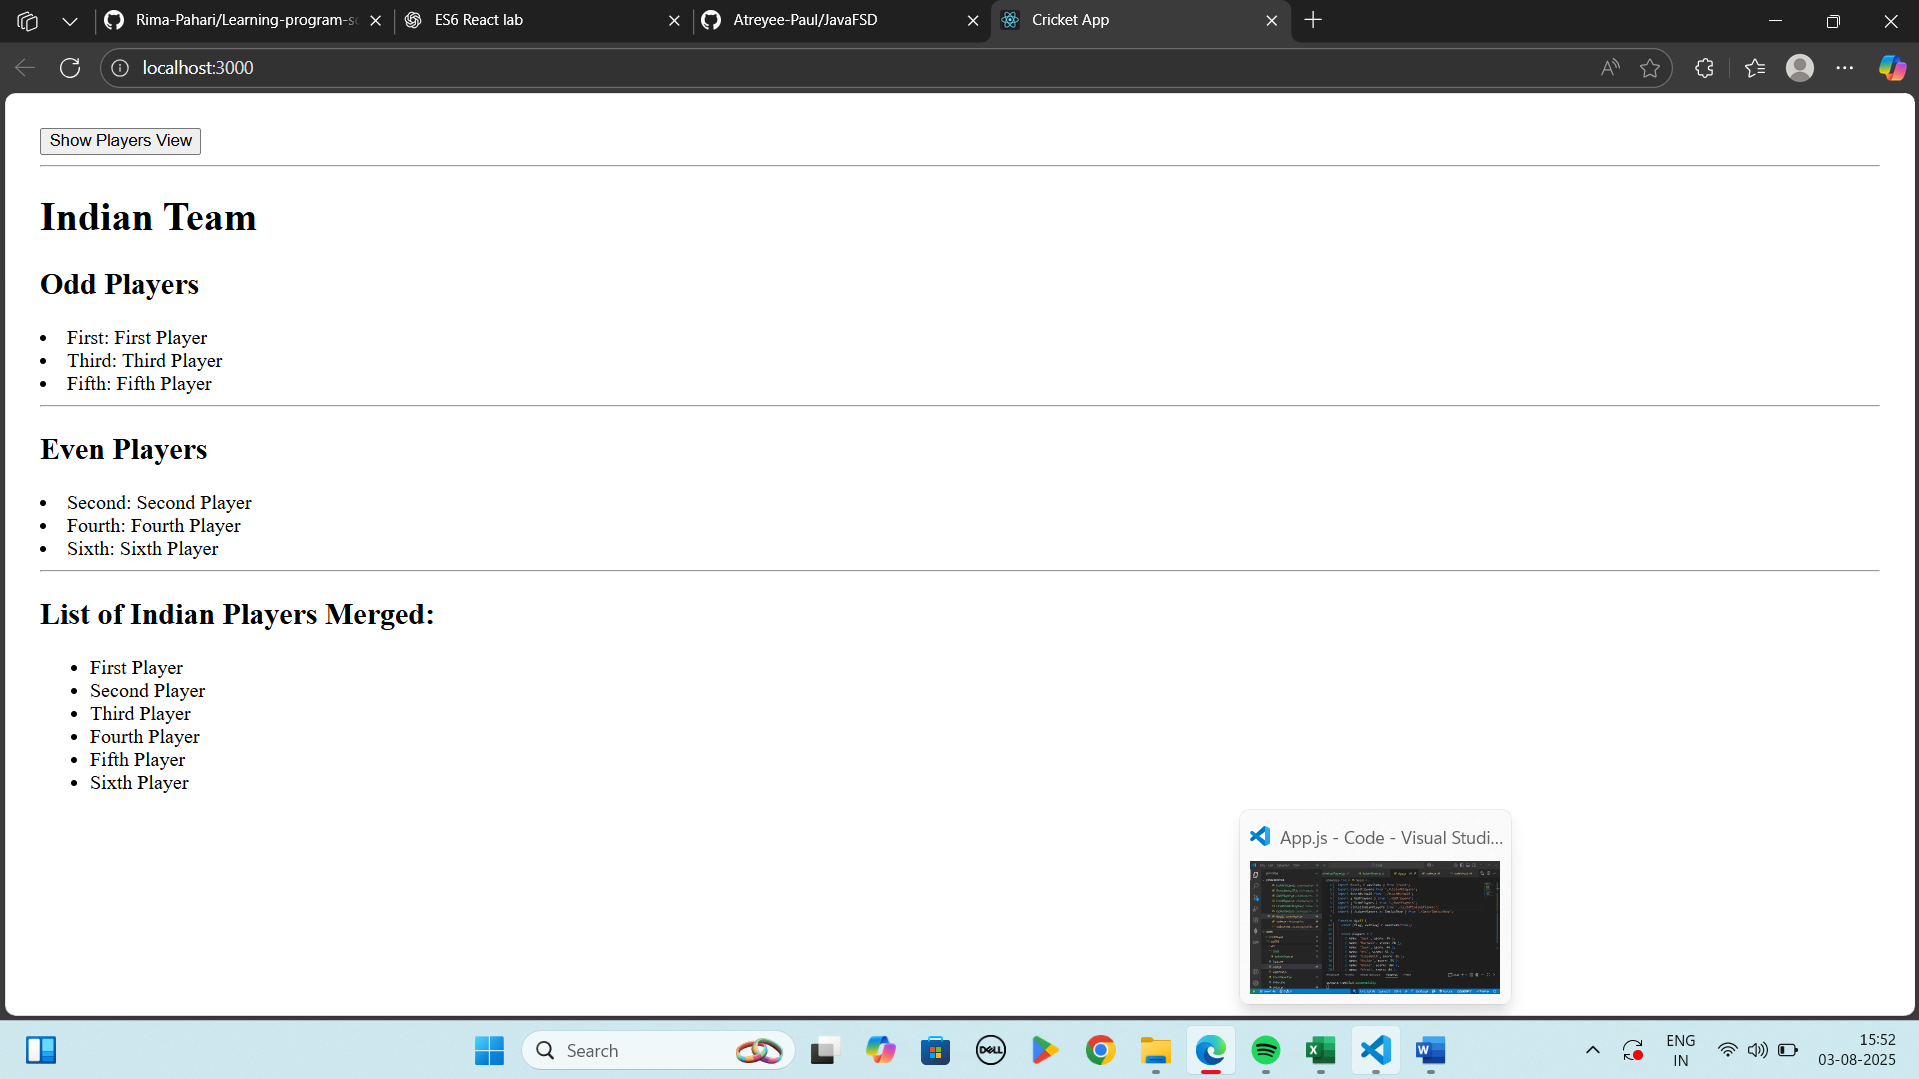 Rima-Pahari/Learning-program-s
ES6 React lab
Atreyee-Paul/JavaFSD
Cricket App
localhost:3000
Show Players View
Indian Team
Odd Players
First: First Player
Third: Third Player
Fifth: Fifth Player
Even Players
Second: Second Player
Fourth: Fourth Player
Sixth: Sixth Player
List of Indian Players Merged:
First Player
Second Player
Third Player
Fourth Player
Fifth Player
Sixth Player
App.js - Code - Visual Studi...
Search
DELL
ENG
IN
15:52
03-08-2025